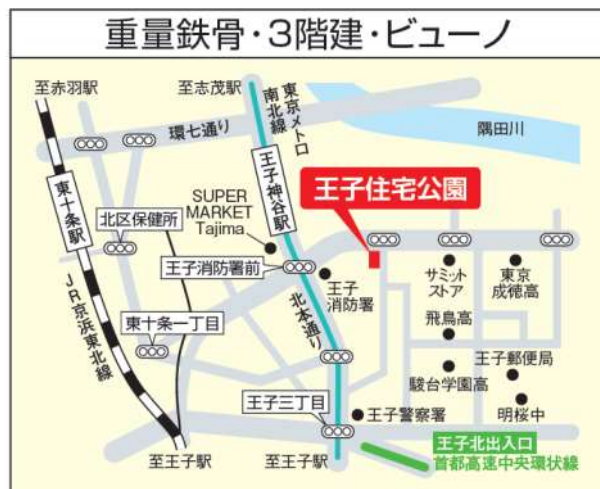 重量鉄骨・3階建・ビューノ
至赤羽駅
至志茂駅
東京メトロ
南北線
環七通り
隅田川
王子神谷駅
王子住宅公園
東十条駅
北区保健所
SUPER
MARKET
Tajima
王子消防署前
王子
消防署
サミット
ストア
東京
成徳高
飛鳥高
JR京浜東北線
東十条一丁目
北本通り
王子郵便局
駿台学園高
王子三丁目
王子警察署
明桜中
至王子駅
至王子駅
王子北出入口
首都高速中央環状線